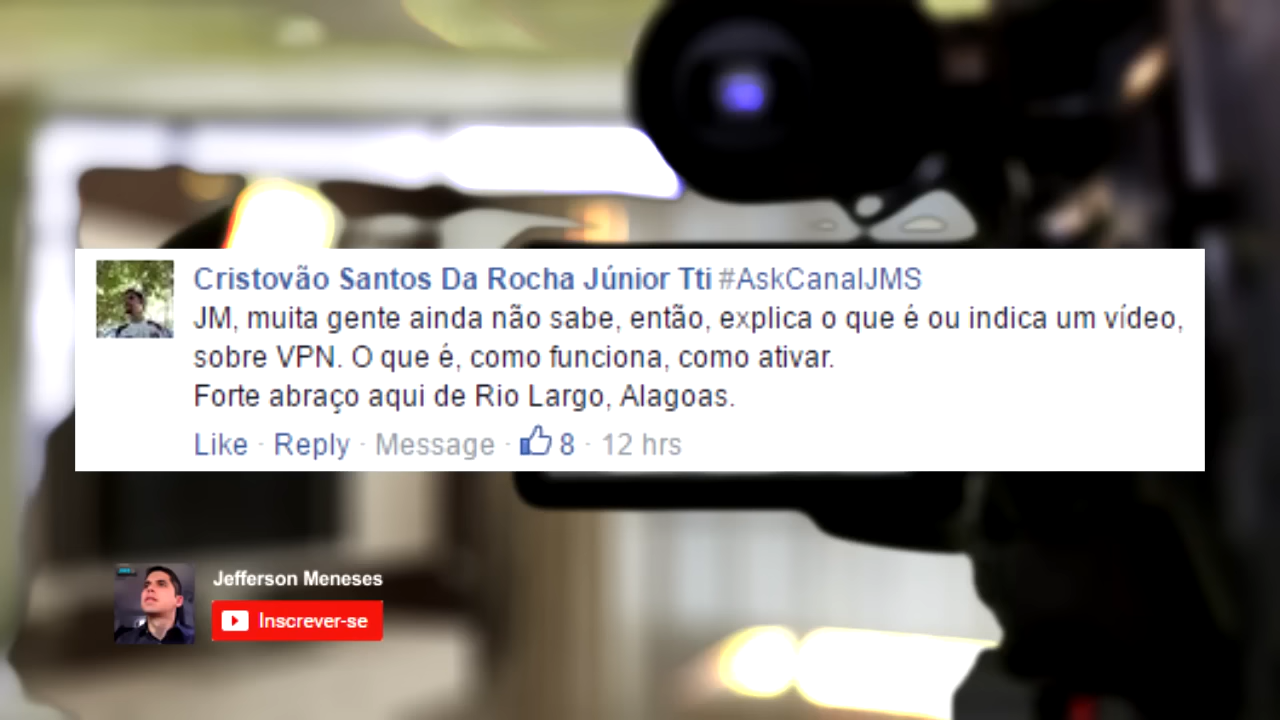 Cristovão Santos Da Rocha Júnior Tti #AskCanalJMS
JM, muita gente ainda não sabe, então, explica o que é ou indica um vídeo,
sobre VPN. O que é, como funciona, como ativar.
Forte abraço aqui de Rio Largo, Alagoas.
Like · Reply · Message · 8 · 12 hrs
Jefferson Meneses
Inscrever-se